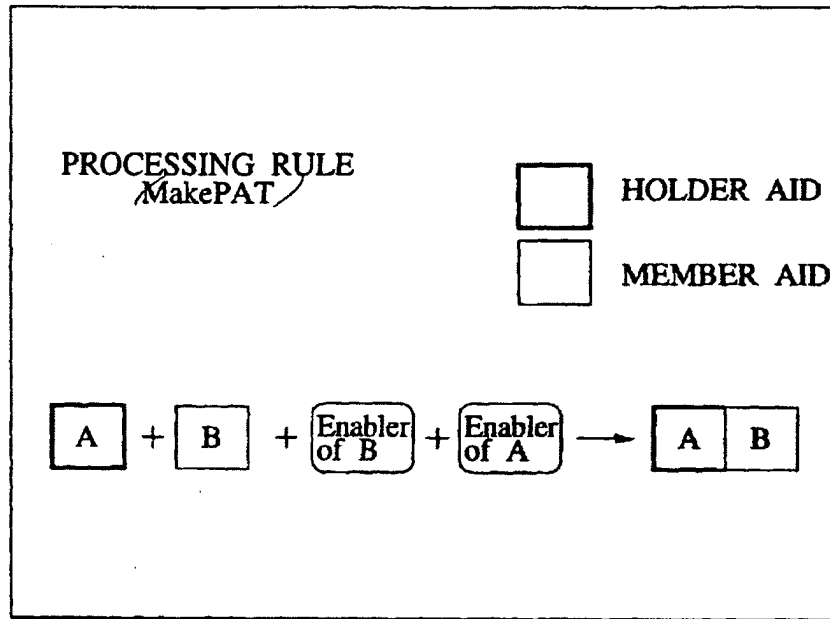 PROCESSING RULE
MakePAT
HOLDER AID
MEMBER AID
A + B + Enabler of B + Enabler of A → A B